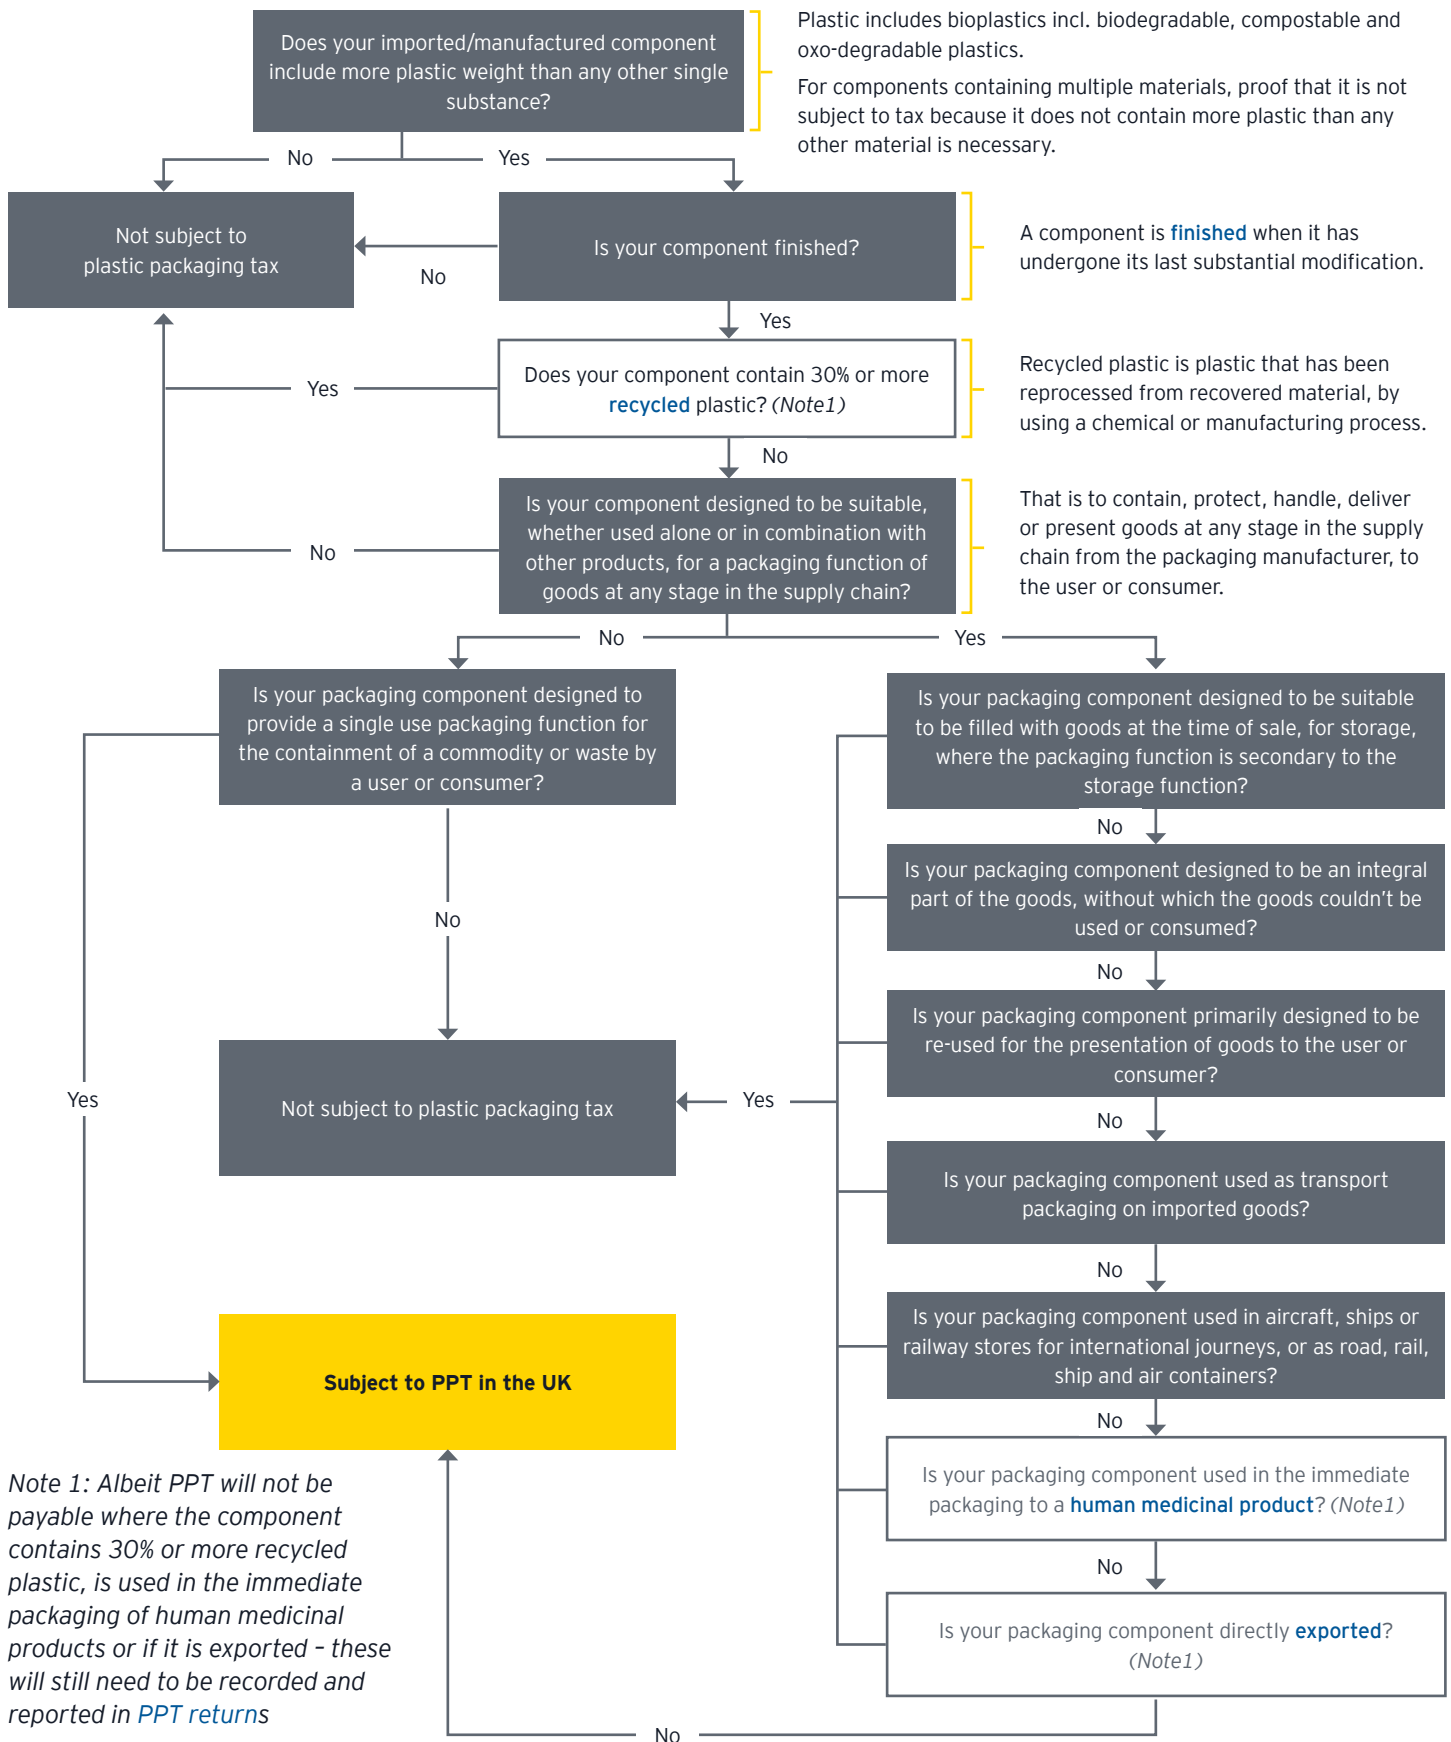 Does your imported/manufactured component
include more plastic weight than any other single
substance?
Plastic includes bioplastics incl. biodegradable, compostable and
oxo-degradable plastics.
For components containing multiple materials, proof that it is not
subject to tax because it does not contain more plastic than any
other material is necessary.
No
Yes
Not subject to
plastic packaging tax
No
Is your component finished?
A component is finished when it has
undergone its last substantial modification.
Yes
Yes
Does your component contain 30% or more
recycled plastic? (Note1)
Recycled plastic is plastic that has been
reprocessed from recovered material, by
using a chemical or manufacturing process.
No
No
Is your component designed to be suitable,
whether used alone or in combination with
other products, for a packaging function of
goods at any stage in the supply chain?
That is to contain, protect, handle, deliver
or present goods at any stage in the supply
chain from the packaging manufacturer, to
the user or consumer.
No
Yes
Is your packaging component designed to
provide a single use packaging function for
the containment of a commodity or waste by
a user or consumer?
No
Yes
Not subject to plastic packaging tax
Yes
Is your packaging component designed to be suitable
to be filled with goods at the time of sale, for storage,
where the packaging function is secondary to the
storage function?
No
Is your packaging component designed to be an integral
part of the goods, without which the goods couldn't be
used or consumed?
No
Is your packaging component primarily designed to be
re-used for the presentation of goods to the user or
consumer?
No
Is your packaging component used as transport
packaging on imported goods?
No
Is your packaging component used in aircraft, ships or
railway stores for international journeys, or as road, rail,
ship and air containers?
No
Is your packaging component used in the immediate
packaging to a human medicinal product? (Note1)
No
Is your packaging component directly exported?
(Note1)
No
Subject to PPT in the UK
Note 1: Albeit PPT will not be
payable where the component
contains 30% or more recycled
plastic, is used in the immediate
packaging of human medicinal
products or if it is exported – these
will still need to be recorded and
reported in PPT returns